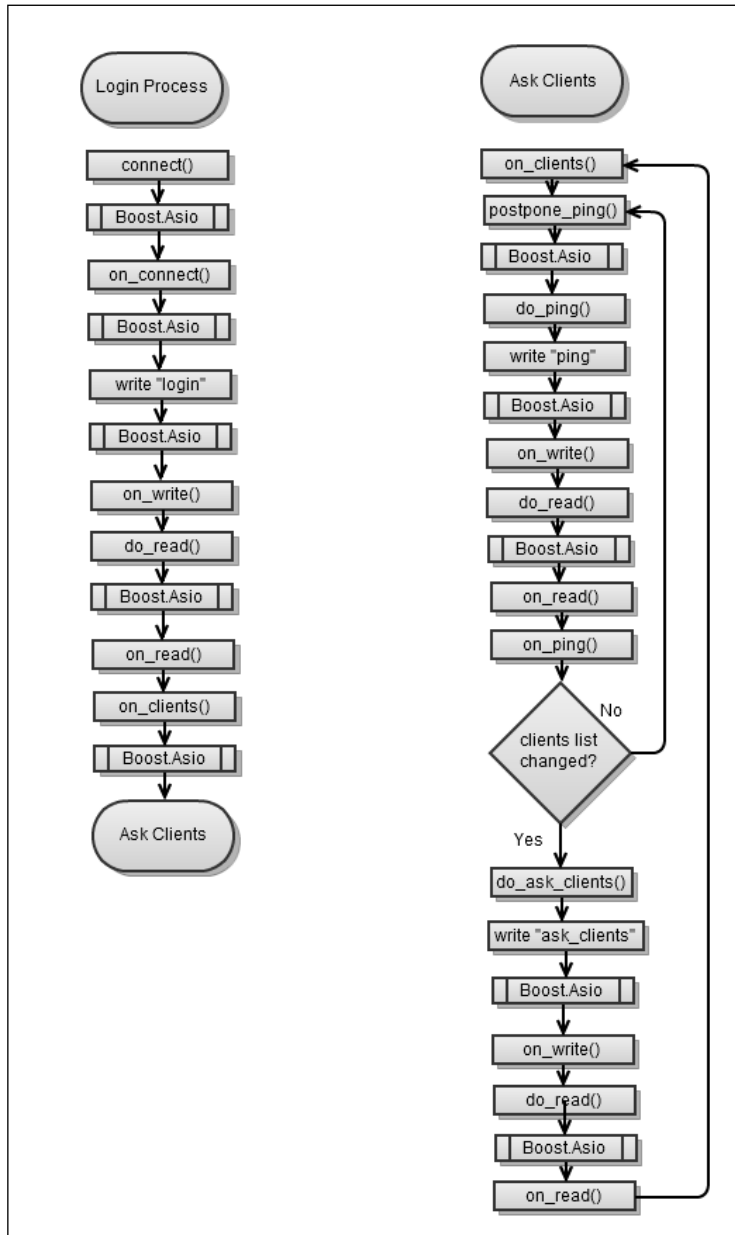 Login Process
connect()
Boost.Asio
on_connect()
Boost.Asio
write "login"
Boost.Asio
on_write()
do_read()
Boost.Asio
on_read()
on_clients()
Boost.Asio
Ask Clients
Ask Clients
on_clients()
postpone_ping()
Boost.Asio
do_ping()
write "ping"
Boost.Asio
on_write()
do_read()
Boost.Asio
on_read()
on_ping()
No
clients list
changed?
Yes
do_ask_clients()
write "ask_clients"
Boost.Asio
on_write()
do_read()
Boost.Asio
on_read()